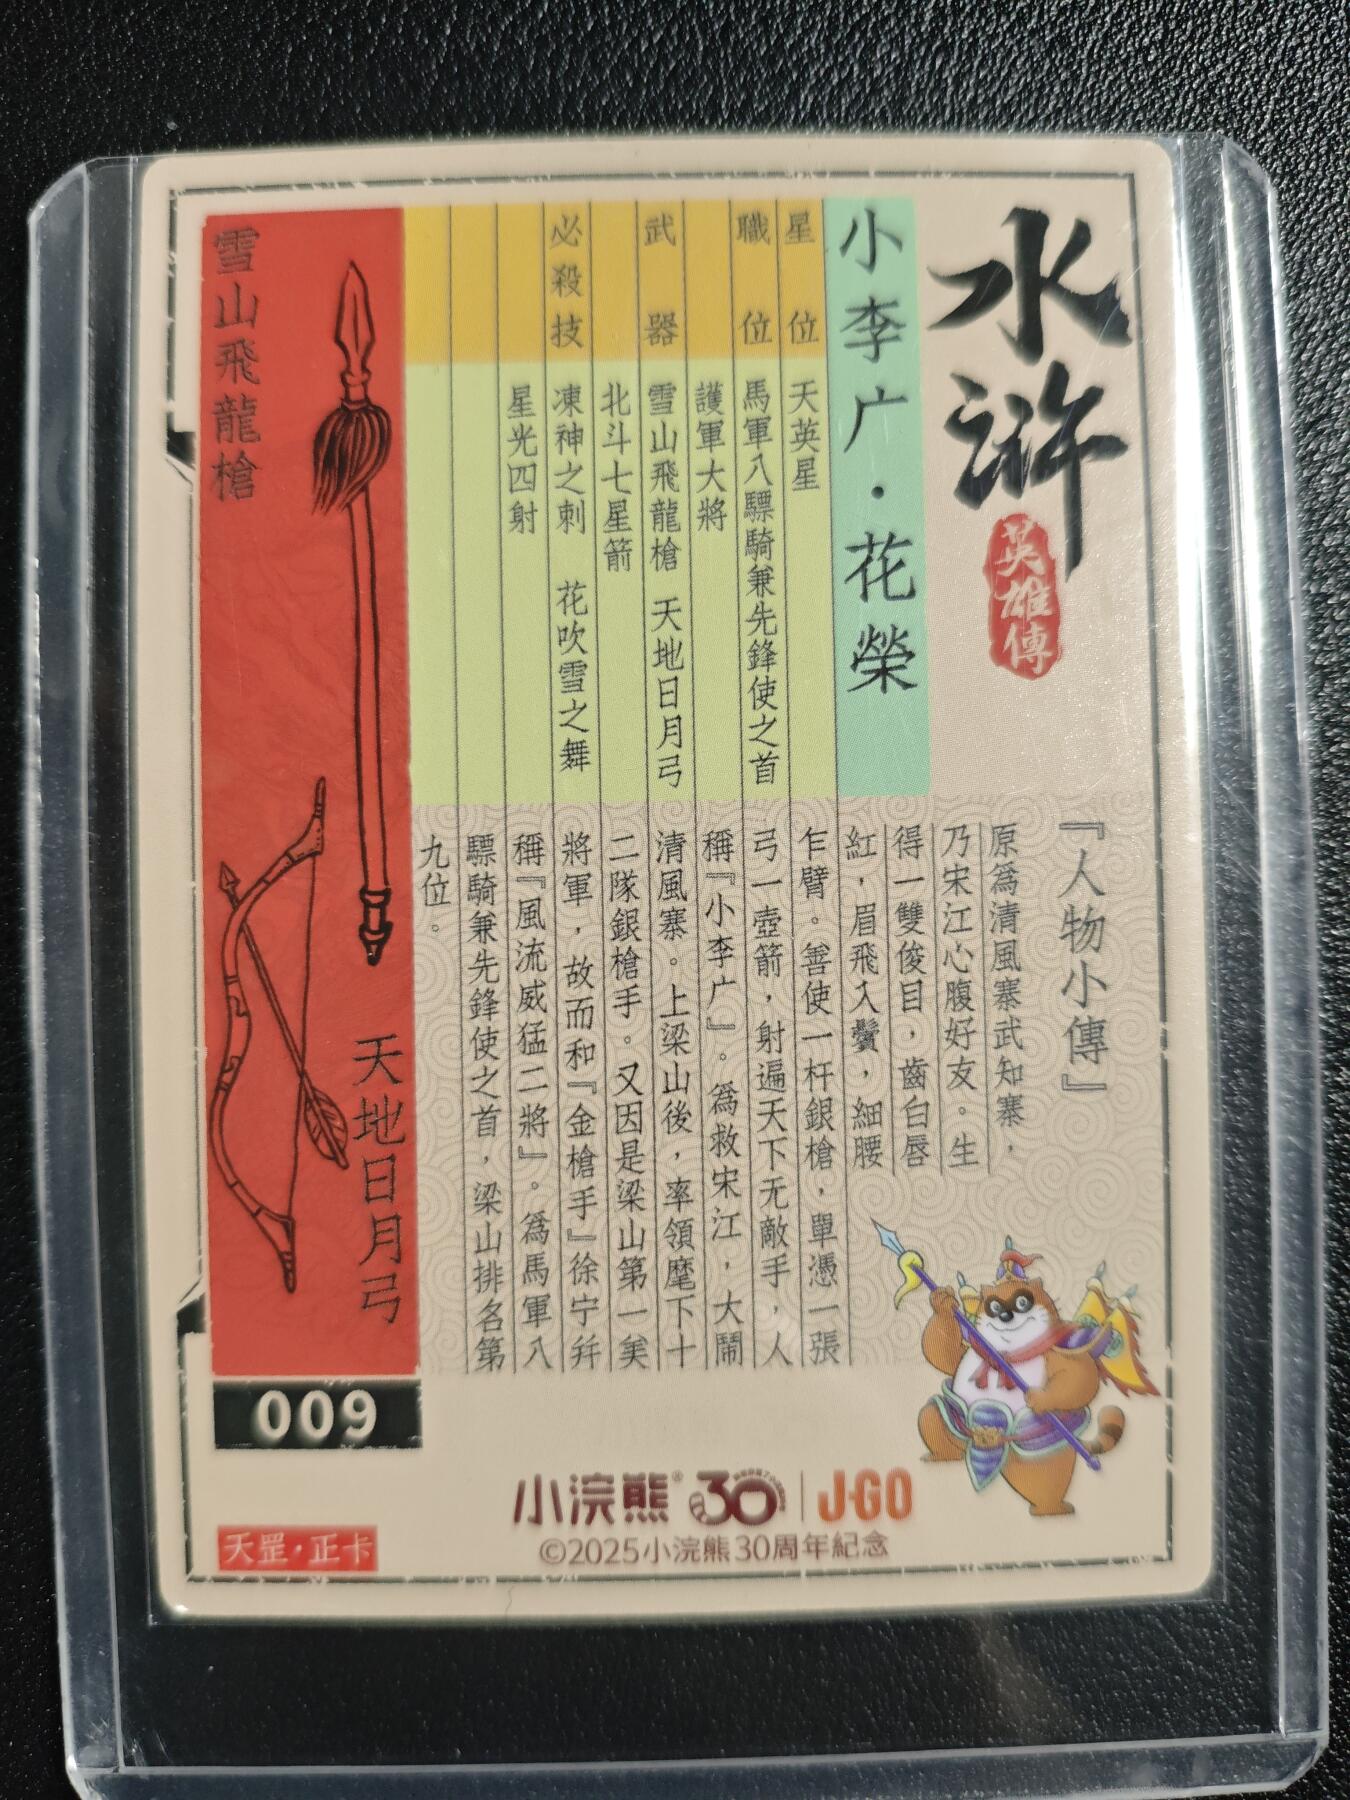 水滸
英雄傳
小李广·花榮
星位 天英星
職位 馬軍八驃騎兼先鋒使之首
護軍大將
武器 雪山飛龍槍 天地日月弓
北斗七星箭
必殺技 凍神之刺 花吹雪之舞
星光四射
『人物小傳』
原爲清風寨武知寨，
乃宋江心腹好友。生
得一雙俊目，齒白唇
紅，眉飛入鬢，細腰
乍臂。善使一杆銀槍，單憑一張
弓一壺箭，射遍天下无敵手，人
稱『小李广』。爲救宋江，大鬧
清風寨。上梁山後，率領麾下十
二隊銀槍手。又因是梁山第一美
將軍，故而和『金槍手』徐宁并
稱『風流威猛二將』。爲馬軍八
驃騎兼先鋒使之首，梁山排名第
九位。
雪山飛龍槍
天地日月弓
009
天罡·正卡
小浣熊® 30 J·GO
©2025小浣熊30周年紀念